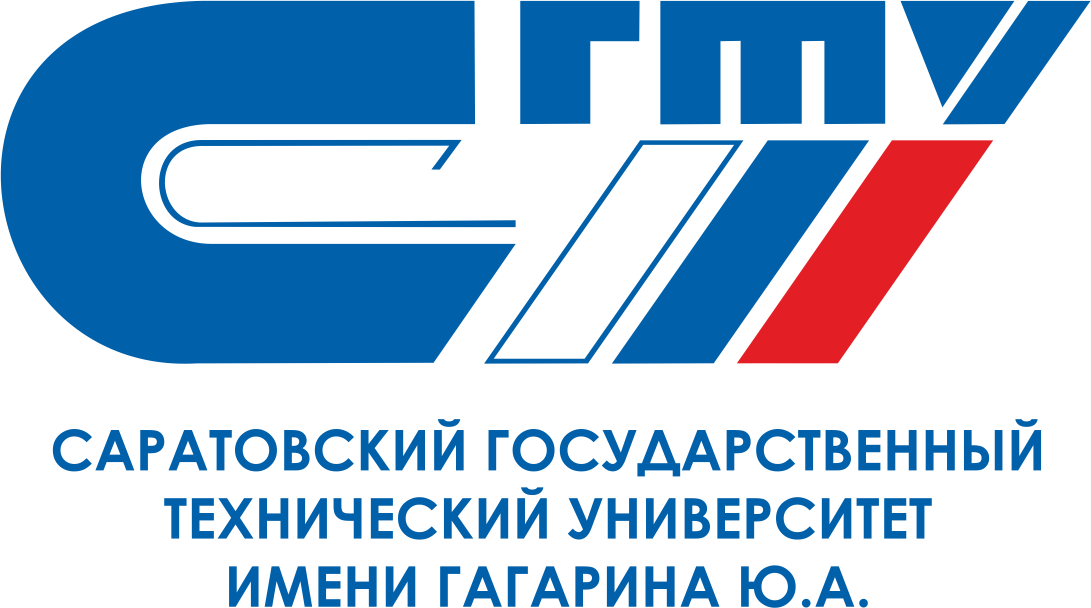 СГТУ
САРАТОВСКИЙ ГОСУДАРСТВЕННЫЙ
ТЕХНИЧЕСКИЙ УНИВЕРСИТЕТ
ИМЕНИ ГАГАРИНА Ю.А.